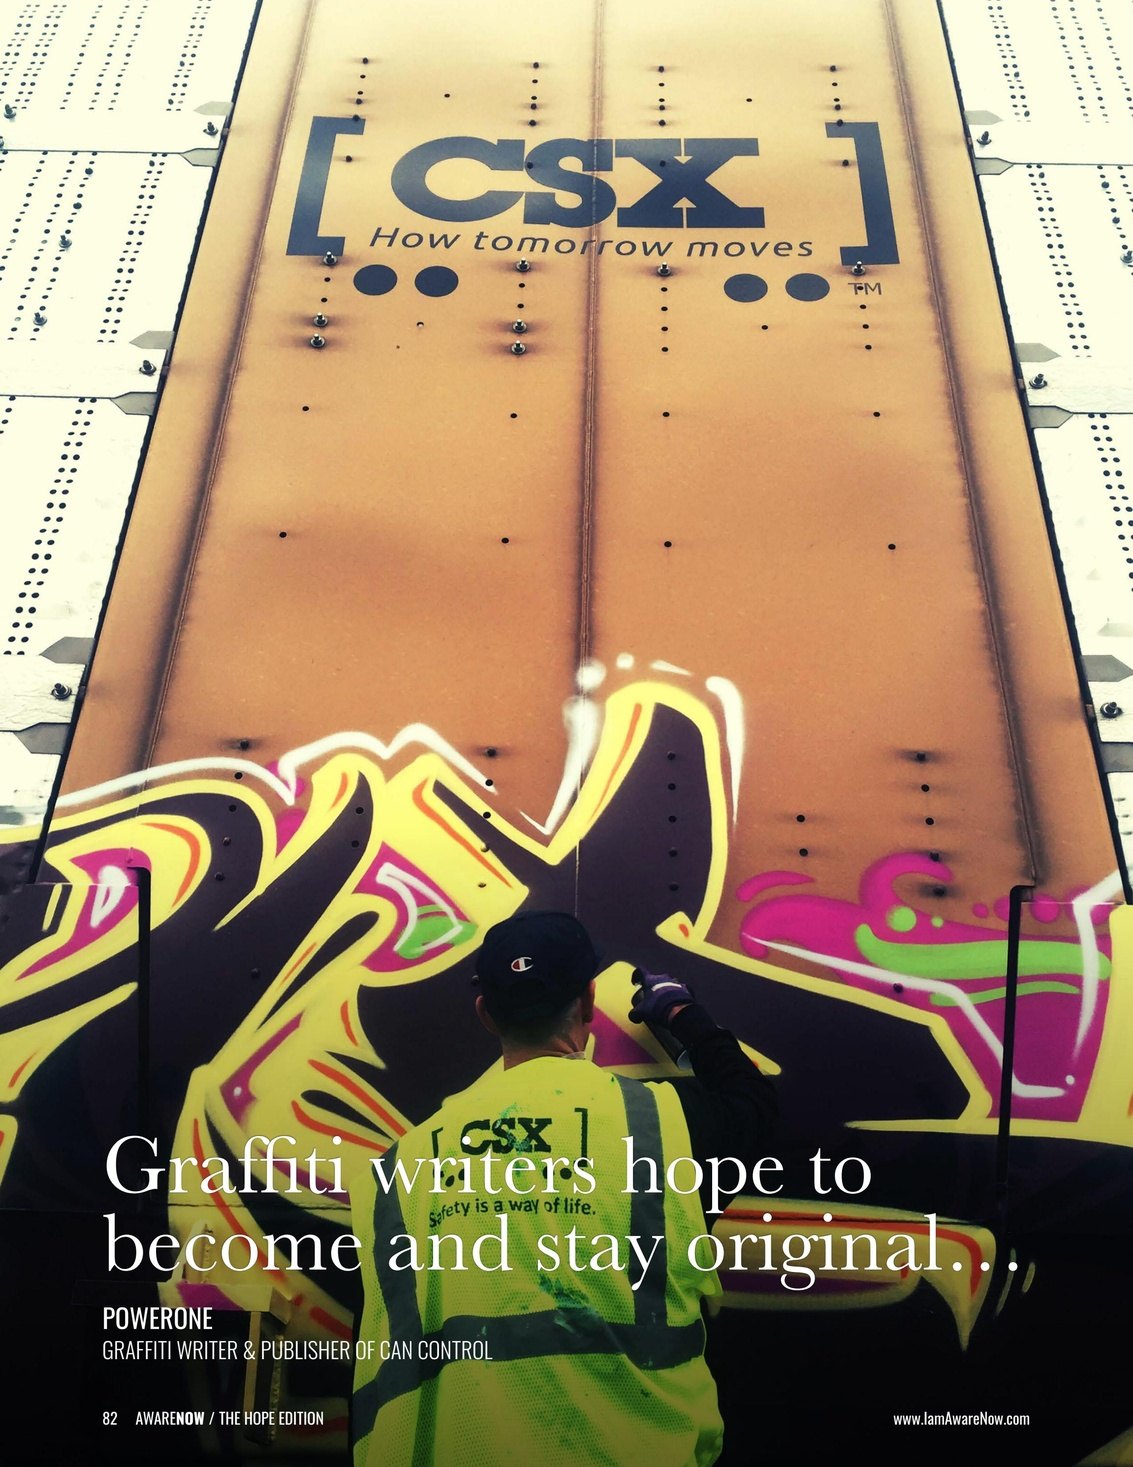 CSX
How tomorrow moves
TM
CSX
Safety is a way of life.
Graffiti writers hope to
become and stay original...
POWERONE
GRAFFITI WRITER & PUBLISHER OF CAN CONTROL
82 AWARENOW / THE HOPE EDITION
www.IamAwareNow.com